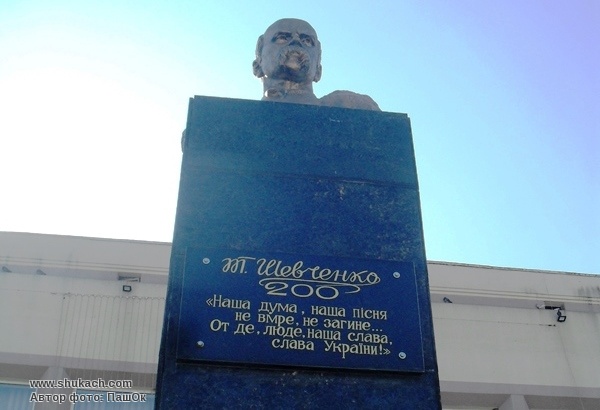 Т. Шевченко
200
«Наша дума, наша пісня
не вмре, не загине...
От де, люде, наша слава,
слава України!»
www.shukach.com
Автор фото: ПашОк